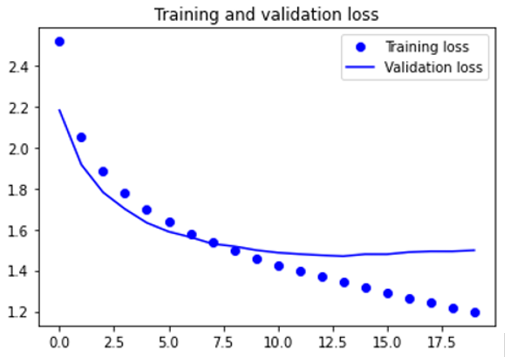 Training and validation loss
Training loss
Validation loss
2.4
2.2
2.0
1.8
1.6
1.4
1.2
0.0 2.5 5.0 7.5 10.0 12.5 15.0 17.5